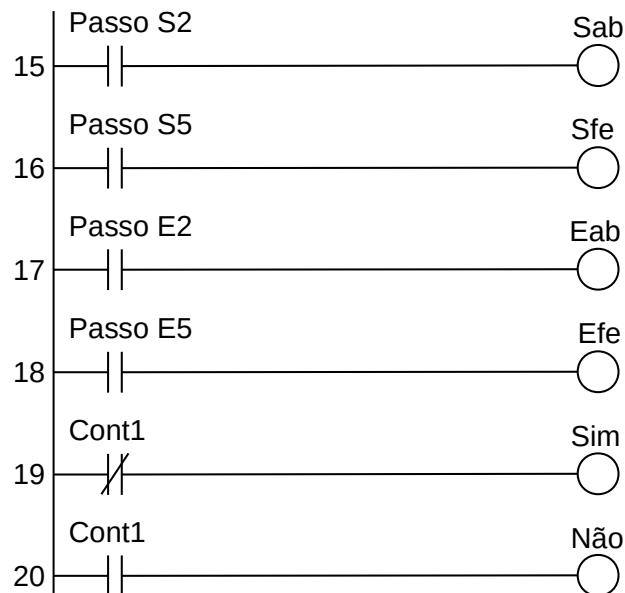 Passo S2 Sab
15
Passo S5 Sfe
16
Passo E2 Eab
17
Passo E5 Efe
18
Cont1 Sim
19
Cont1 Não
20